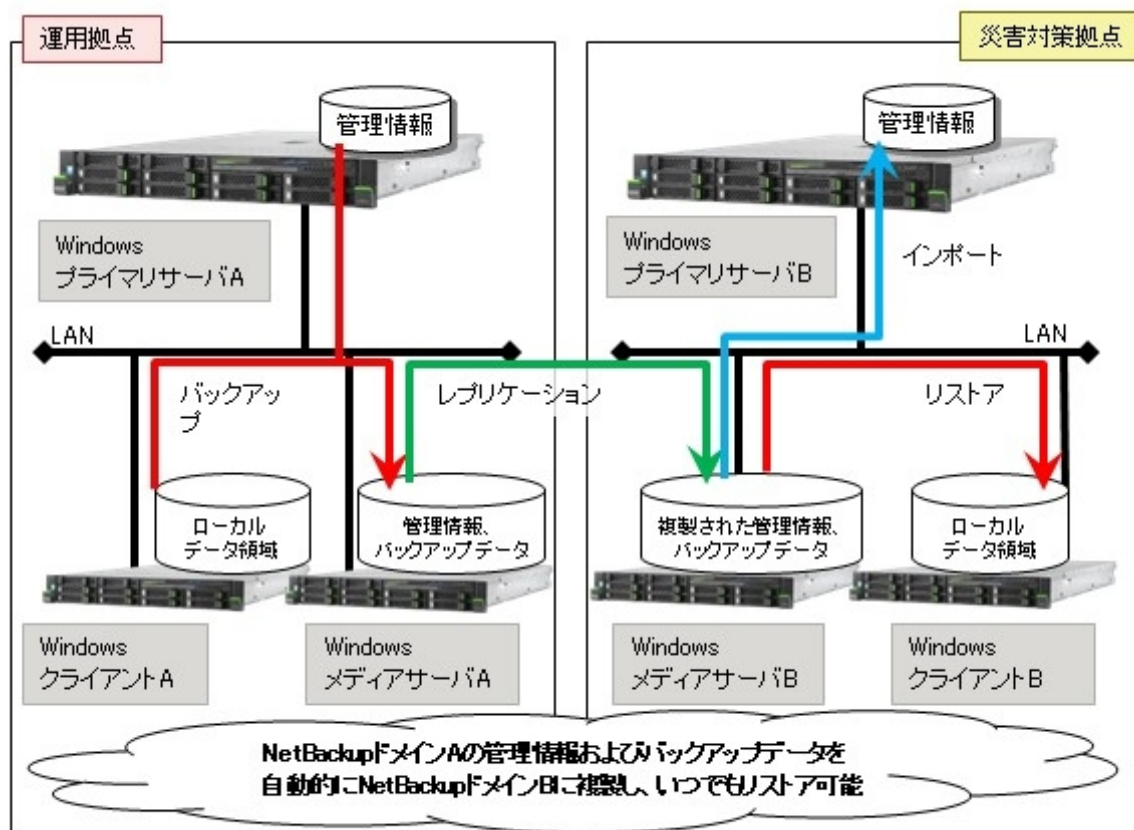 運用拠点
災害対策拠点
管理情報
管理情報
Windows
プライマリサーバA
Windows
プライマリサーバB
インポート
LAN
LAN
バックアッ
プ
レプリケーション
リストア
ローカル
データ領域
管理情報、
バックアップデータ
複製された管理情報、
バックアップデータ
ローカル
データ領域
Windows
クライアントA
Windows
メディアサーバA
Windows
メディアサーバB
Windows
クライアントB
NetBackupドメインAの管理情報およびバックアップデータを
自動的にNetBackupドメインBに複製し、いつでもリストア可能